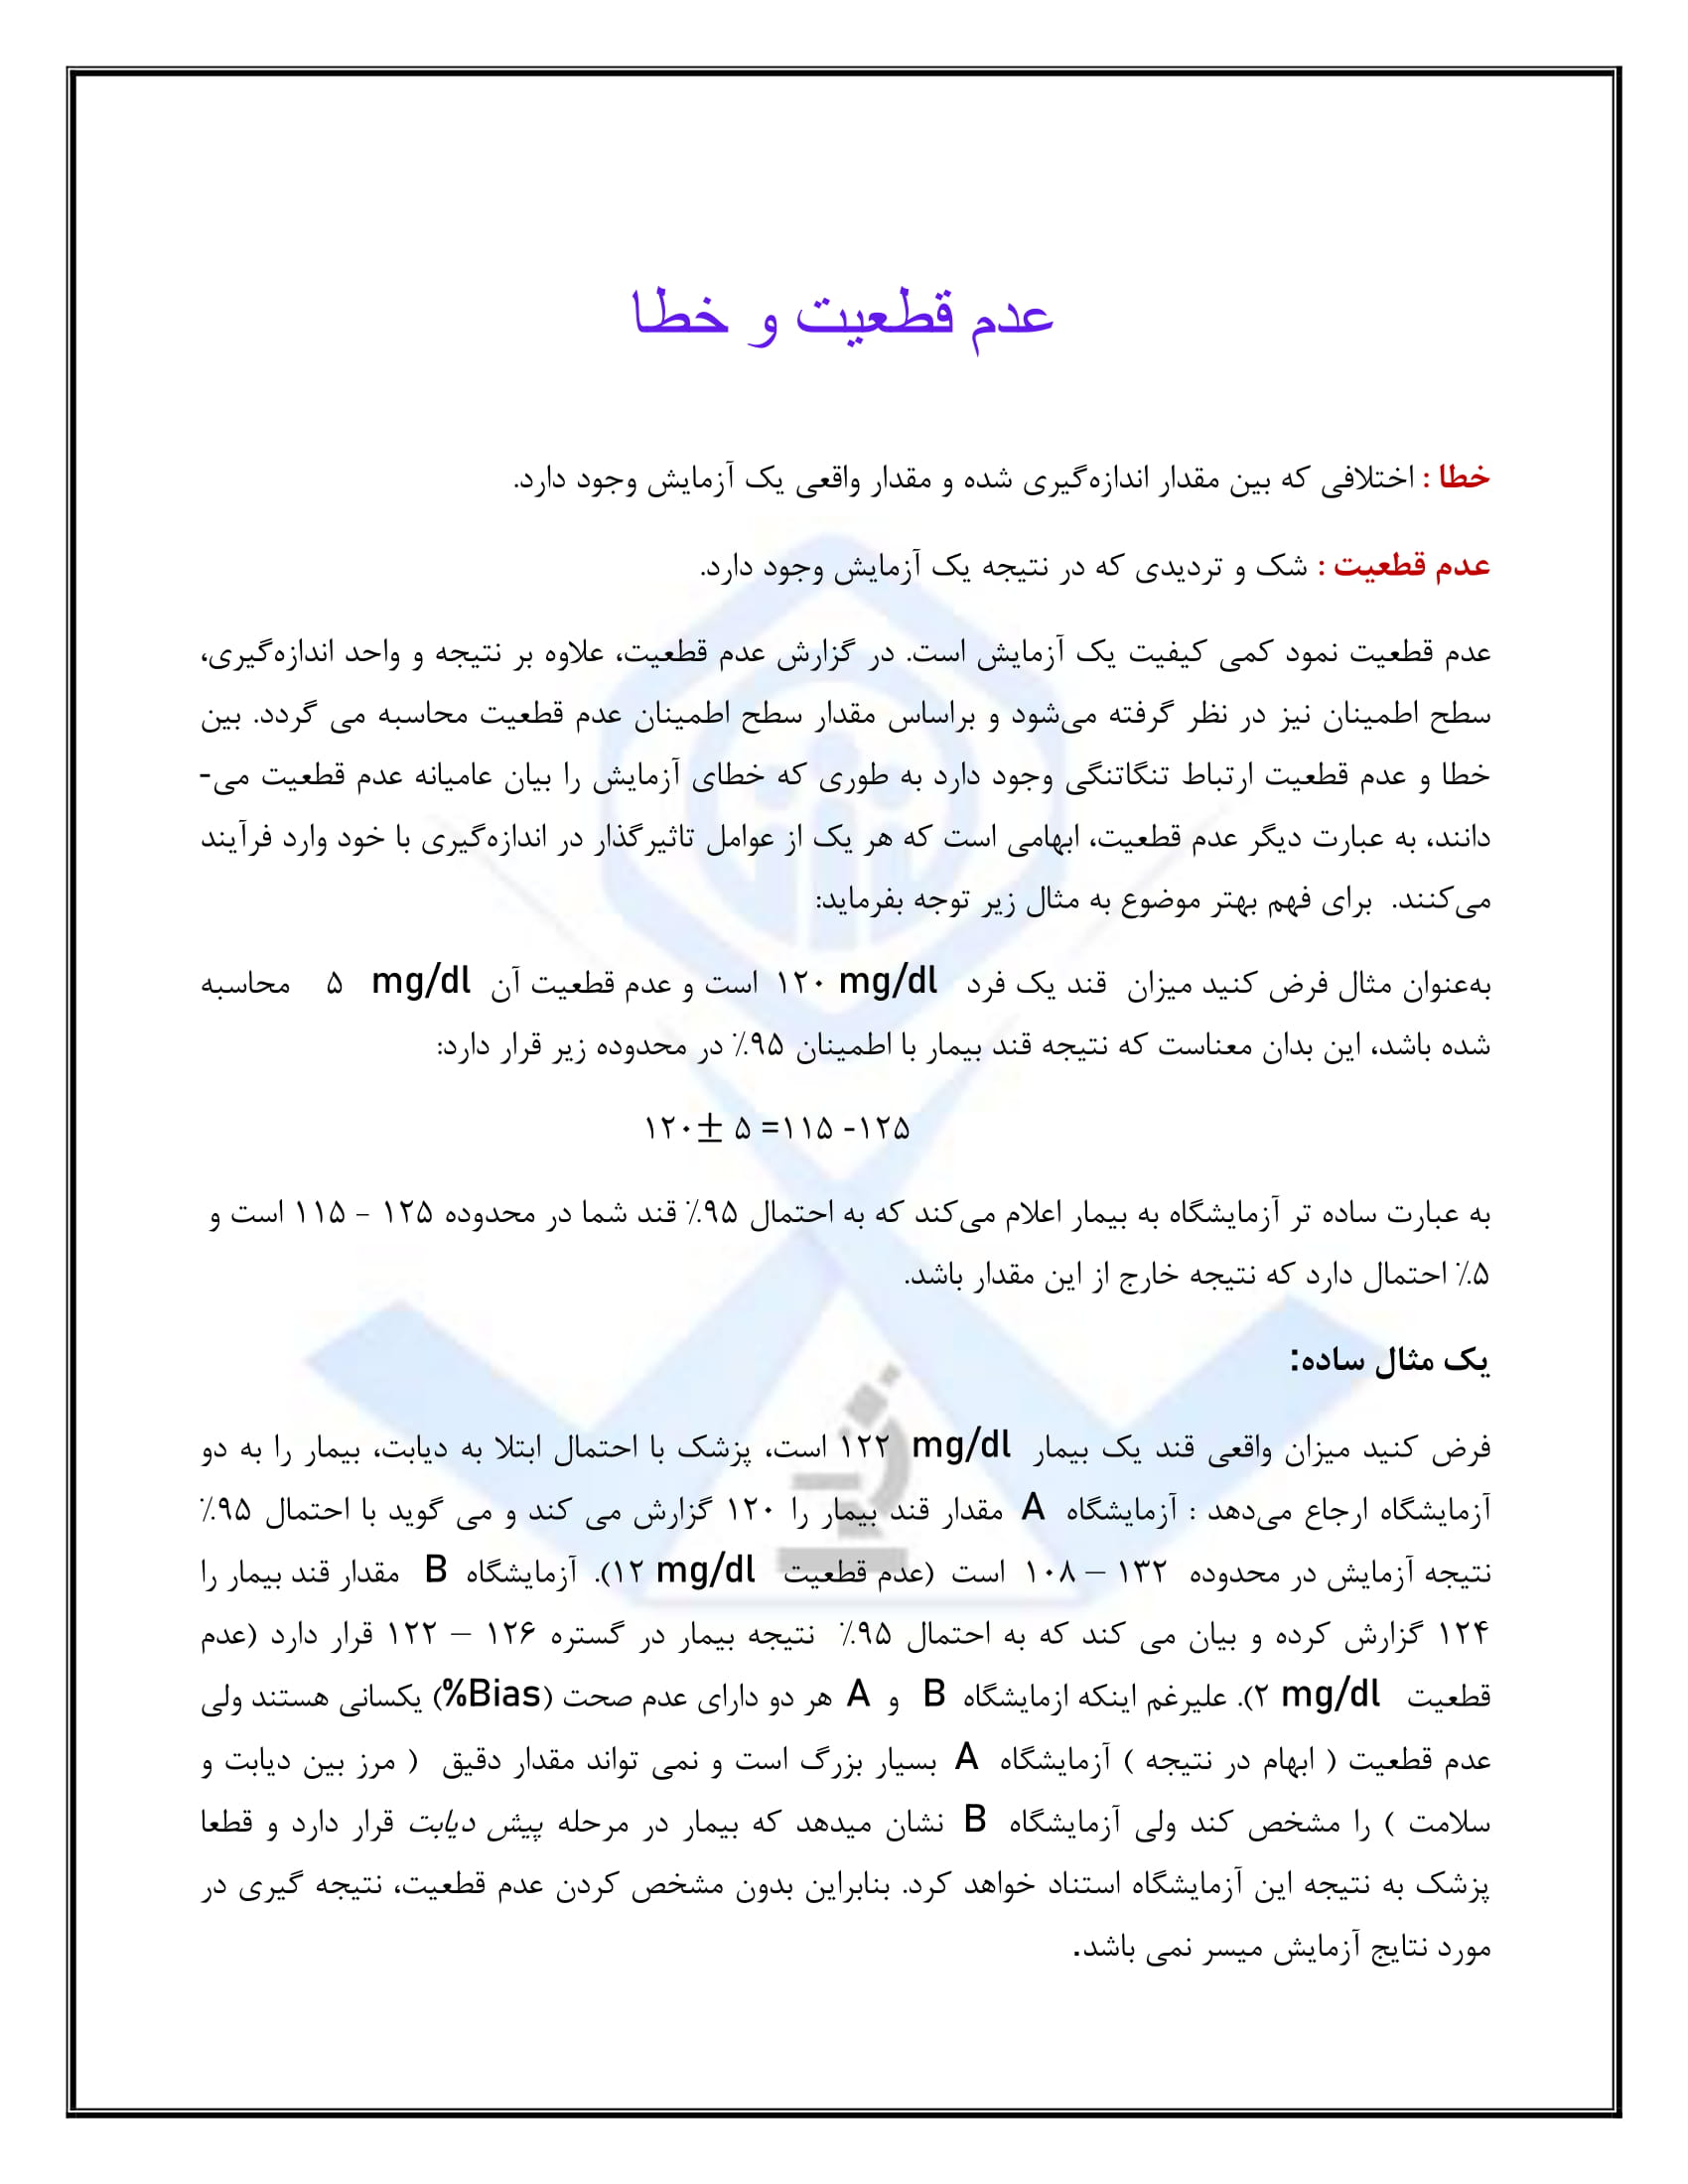 عدم قطعیت و خطا
خطا : اختلافی که بین مقدار اندازه‌گیری شده و مقدار واقعی یک آزمایش وجود دارد.
عدم قطعیت : شک و تردیدی که در نتیجه یک آزمایش وجود دارد.
عدم قطعیت نمود کمی کیفیت یک آزمایش است. در گزارش عدم قطعیت، علاوه بر نتیجه و واحد اندازه‌گیری،
سطح اطمینان نیز در نظر گرفته می‌شود و براساس مقدار سطح اطمینان عدم قطعیت محاسبه می گردد. بین
خطا و عدم قطعیت ارتباط تنگاتنگی وجود دارد به طوری که خطای آزمایش را بیان عامیانه عدم قطعیت می-
دانند، به عبارت دیگر عدم قطعیت، ابهامی است که هر یک از عوامل تاثیرگذار در اندازه‌گیری با خود وارد فرآیند
می‌کنند. برای فهم بهتر موضوع به مثال زیر توجه بفرماید:
به‌عنوان مثال فرض کنید میزان قند یک فرد ۱۲۰ mg/dl است و عدم قطعیت آن ۵ mg/dl محاسبه
شده باشد، این بدان معناست که نتیجه قند بیمار با اطمینان ۹۵٪ در محدوده زیر قرار دارد:
۱۲۰± ۵ =۱۱۵ -۱۲۵
به عبارت ساده تر آزمایشگاه به بیمار اعلام می‌کند که به احتمال ۹۵٪ قند شما در محدوده ۱۲۵ – ۱۱۵ است و
۵٪ احتمال دارد که نتیجه خارج از این مقدار باشد.
یک مثال ساده:
فرض کنید میزان واقعی قند یک بیمار ۱۲۲ mg/dl است، پزشک با احتمال ابتلا به دیابت، بیمار را به دو
آزمایشگاه ارجاع می‌دهد : آزمایشگاه A مقدار قند بیمار را ۱۲۰ گزارش می کند و می گوید با احتمال ۹۵٪
نتیجه آزمایش در محدوده ۱۳۲ – ۱۰۸ است (عدم قطعیت ۱۲ mg/dl). آزمایشگاه B مقدار قند بیمار را
۱۲۴ گزارش کرده و بیان می کند که به احتمال ۹۵٪ نتیجه بیمار در گستره ۱۲۶ – ۱۲۲ قرار دارد (عدم
قطعیت ۲ mg/dl). علیرغم اینکه ازمایشگاه B و A هر دو دارای عدم صحت (%Bias) یکسانی هستند ولی
عدم قطعیت ( ابهام در نتیجه ) آزمایشگاه A بسیار بزرگ است و نمی تواند مقدار دقیق ( مرز بین دیابت و
سلامت ) را مشخص کند ولی آزمایشگاه B نشان میدهد که بیمار در مرحله پیش دیابت قرار دارد و قطعا
پزشک به نتیجه این آزمایشگاه استناد خواهد کرد. بنابراین بدون مشخص کردن عدم قطعیت، نتیجه گیری در
مورد نتایج آزمایش میسر نمی باشد.